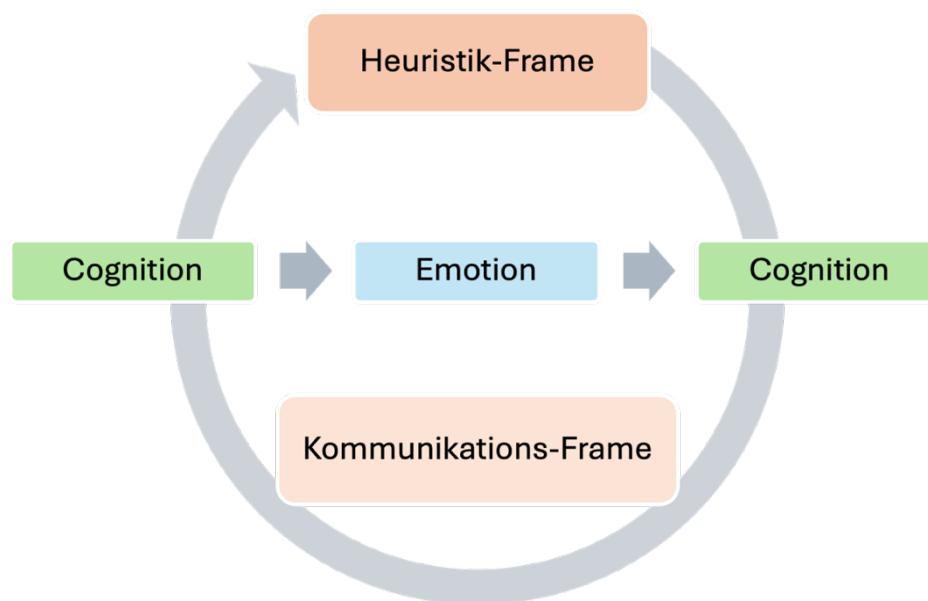 Heuristik-Frame
Cognition
Emotion
Cognition
Kommunikations-Frame